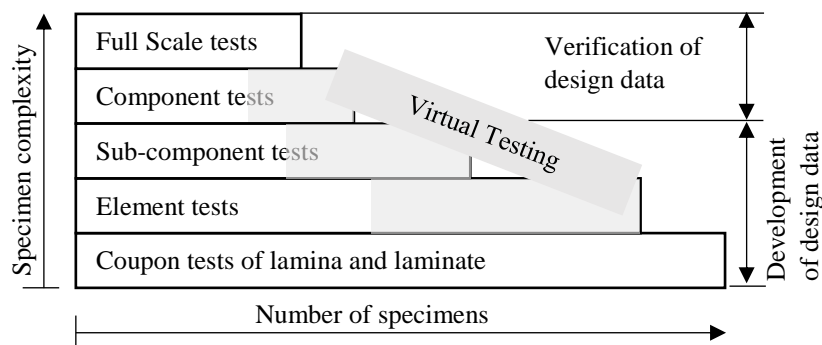 Full Scale tests
Component tests
Sub-component tests
Element tests
Coupon tests of lamina and laminate
Virtual Testing
Verification of
design data
Development
of design data
Specimen complexity
Number of specimens